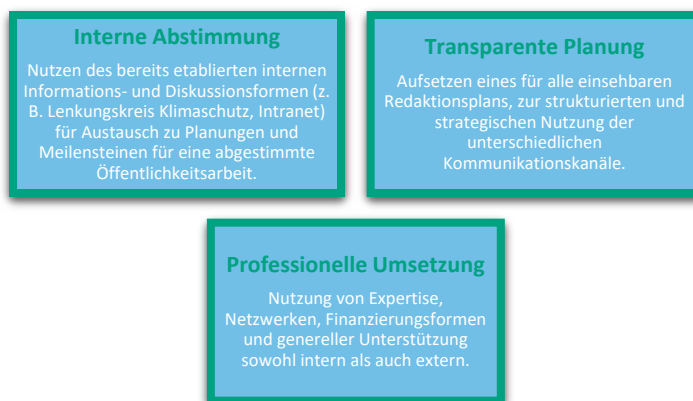 Interne Abstimmung
Nutzen des bereits etablierten internen
Informations- und Diskussionsformen (z.
B. Lenkungskreis Klimaschutz, Intranet)
für Austausch zu Planungen und
Meilensteinen für eine abgestimmte
Öffentlichkeitsarbeit.
Transparente Planung
Aufsetzen eines für alle einsehbaren
Redaktionsplans, zur strukturierten und
strategischen Nutzung der
unterschiedlichen
Kommunikationskanäle.
Professionelle Umsetzung
Nutzung von Expertise,
Netzwerken, Finanzierungsformen
und genereller Unterstützung
sowohl intern als auch extern.